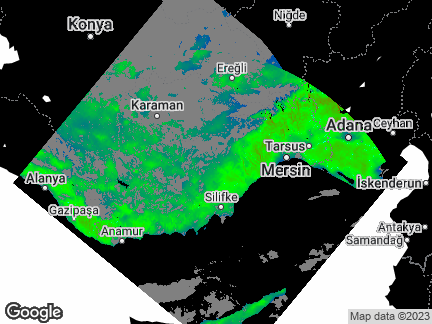 Niğde
Konya
Ereğli
Karaman
Adana
Ceyhan
Tarsus
Mersin
Alanya
İskenderun
Silifke
Gazipaşa
Antakya
Anamur
Samandağ
Google
Map data ©2023